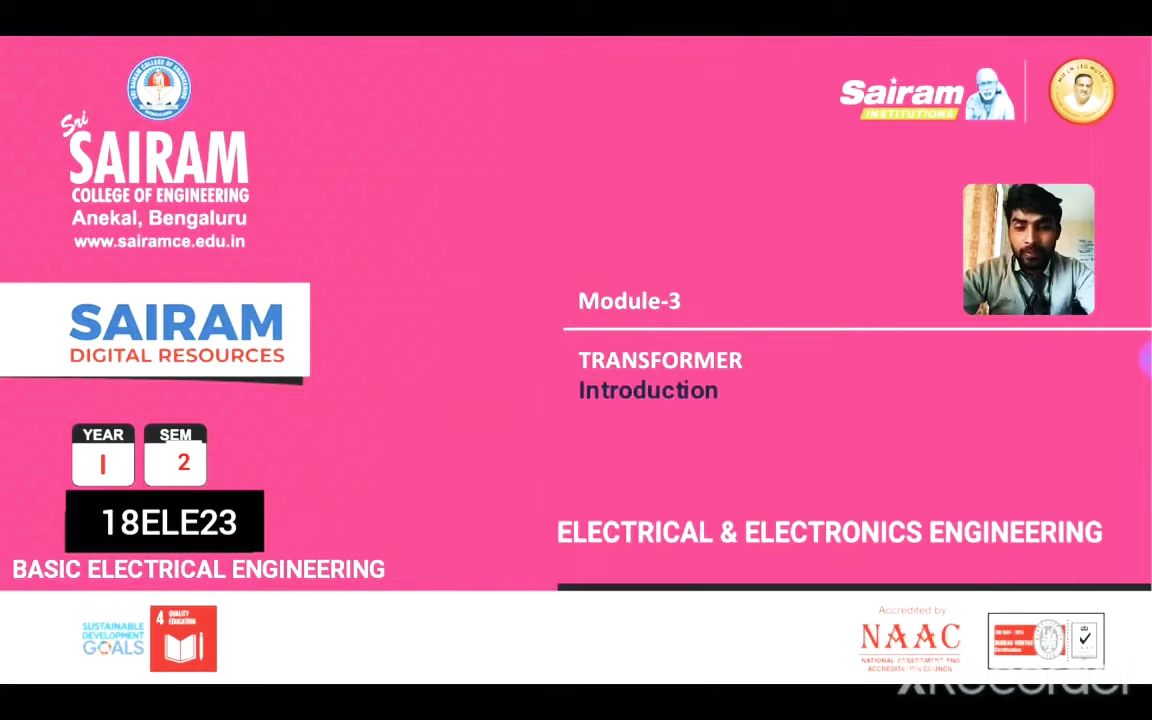 Sri
SAIRAM
COLLEGE OF ENGINEERING
Anekal, Bengaluru
www.sairamce.edu.in
Sairam
INSTITUTIONS
SAIRAM
DIGITAL RESOURCES
Module-3
TRANSFORMER
Introduction
YEAR
I
SEM
2
18ELE23
BASIC ELECTRICAL ENGINEERING
ELECTRICAL & ELECTRONICS ENGINEERING
SUSTAINABLE
DEVELOPMENT
GOALS
4 QUALITY
EDUCATION
Accredited by
NAAC
NATIONAL ASSESSMENT AND
ACCREDITATION COUNCIL